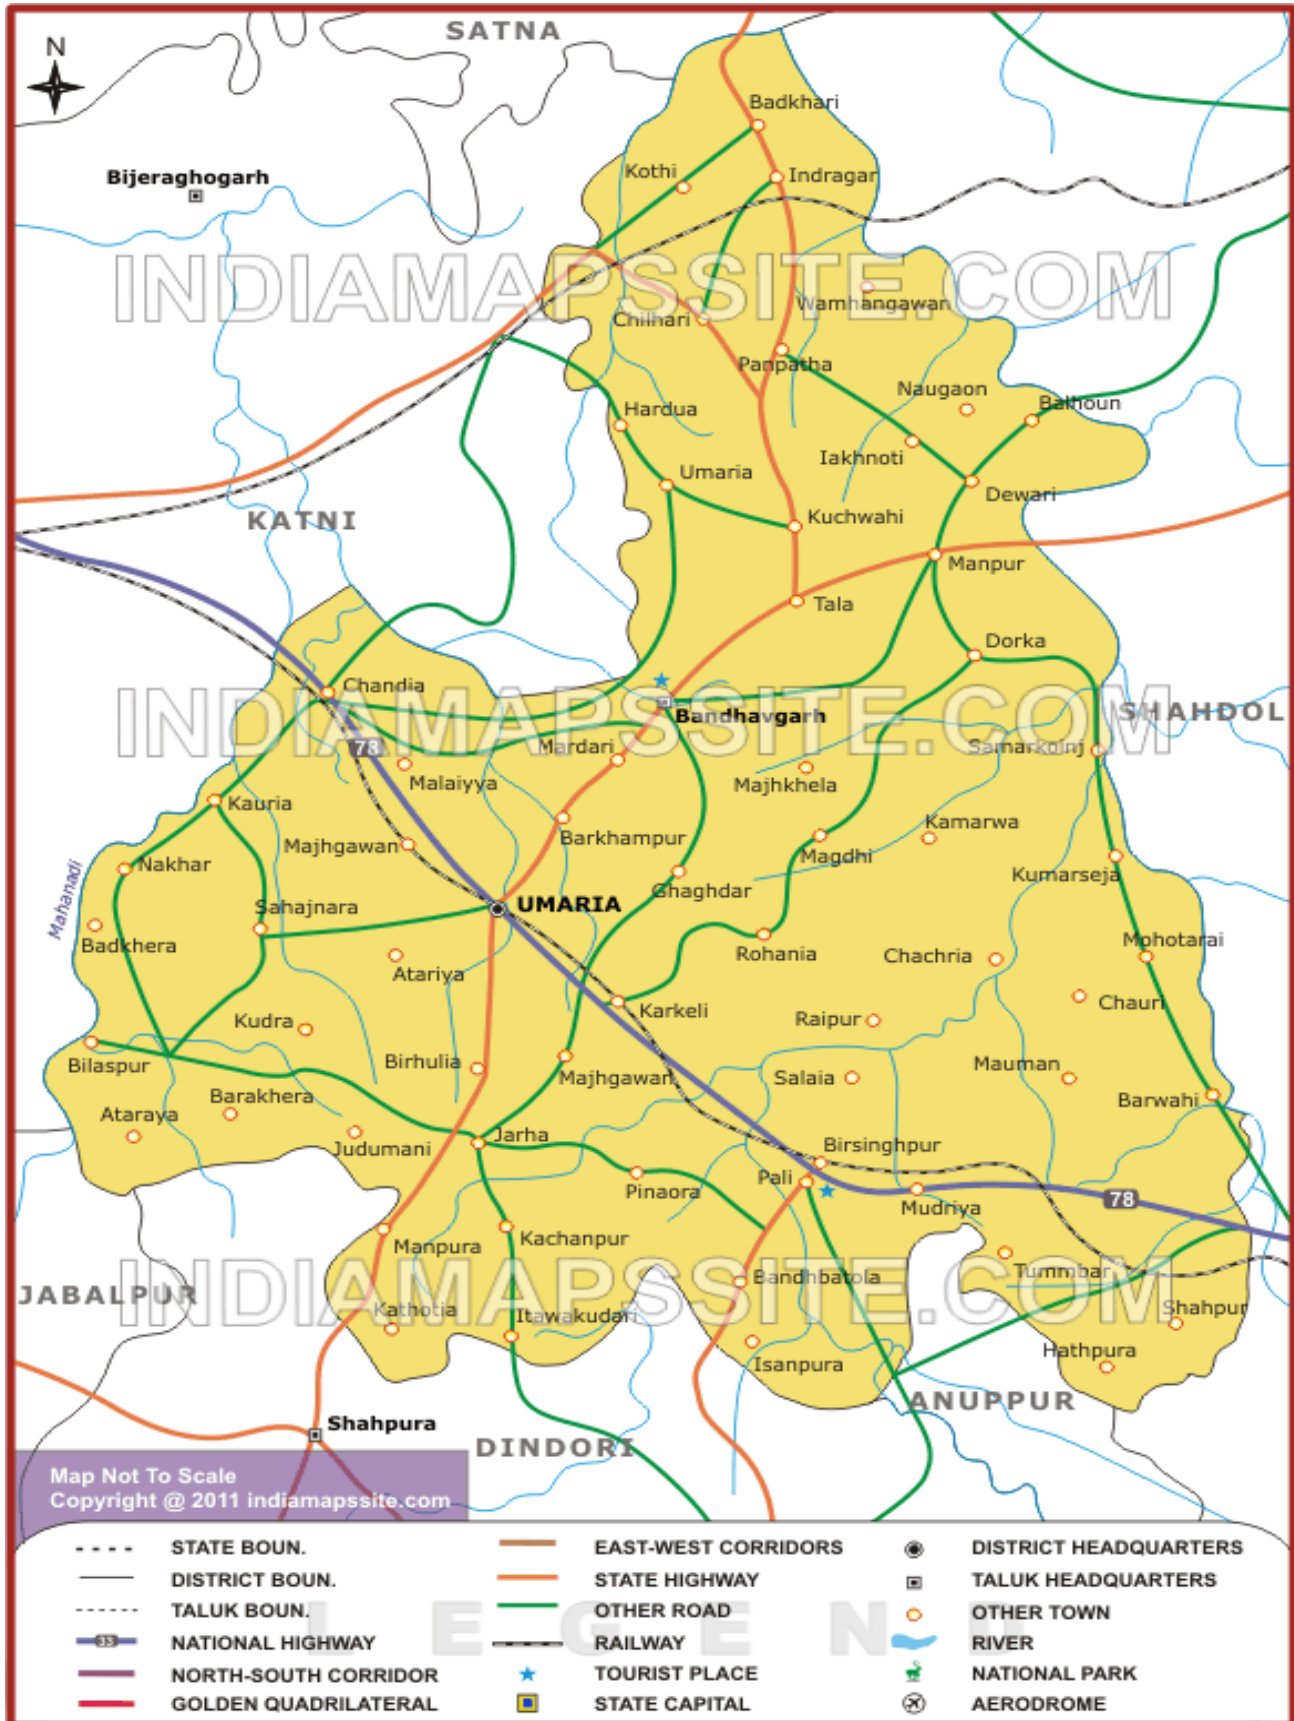 SATNA
N
Badkhari
Bijeraghogarh
Kothi
Indragar
INDIAMAPSSITE.COM
Wamhangawan
Chilhari
Panpatha
Naugaon
Balhoun
Hardua
Iakhnoti
Umaria
Dewari
KATNI
Kuchwahi
Manpur
Tala
Dorka
Chandia
INDIAMAPSSITE.COM
Bandhavgarh
SHAHDOL
78
Mardari
Samarkoinj
Malaiyya
Majhkhela
Kauria
Barkhampur
Kamarwa
Majhgawan
Magdhi
Nakhar
Kumarseja
Mahanadi
Ghaghdar
Sahajnara
UMARIA
Badkhera
Mohotarai
Atariya
Rohania
Chachria
Karkeli
Chauri
Kudra
Raipur
Bilaspur
Birhulia
Majhgawan
Salaia
Mauman
Barakhera
Barwahi
Ataraya
Judumani
Jarha
Birsinghpur
Pali
Pinaora
Mudriya
78
Manpura
Kachanpur
INDIAMAPSSITE.COM
Bandhbatola
Tummbar
JABALPUR
Kathotia
Itawakudari
Shahpur
Isanpura
Hathpura
ANUPPUR
Shahpura
DINDORI
Map Not To Scale
Copyright @ 2011 indiamapssite.com
LEGEND
STATE BOUN.
DISTRICT BOUN.
TALUK BOUN.
33 NATIONAL HIGHWAY
NORTH-SOUTH CORRIDOR
GOLDEN QUADRILATERAL
EAST-WEST CORRIDORS
STATE HIGHWAY
OTHER ROAD
RAILWAY
TOURIST PLACE
STATE CAPITAL
DISTRICT HEADQUARTERS
TALUK HEADQUARTERS
OTHER TOWN
RIVER
NATIONAL PARK
AERODROME